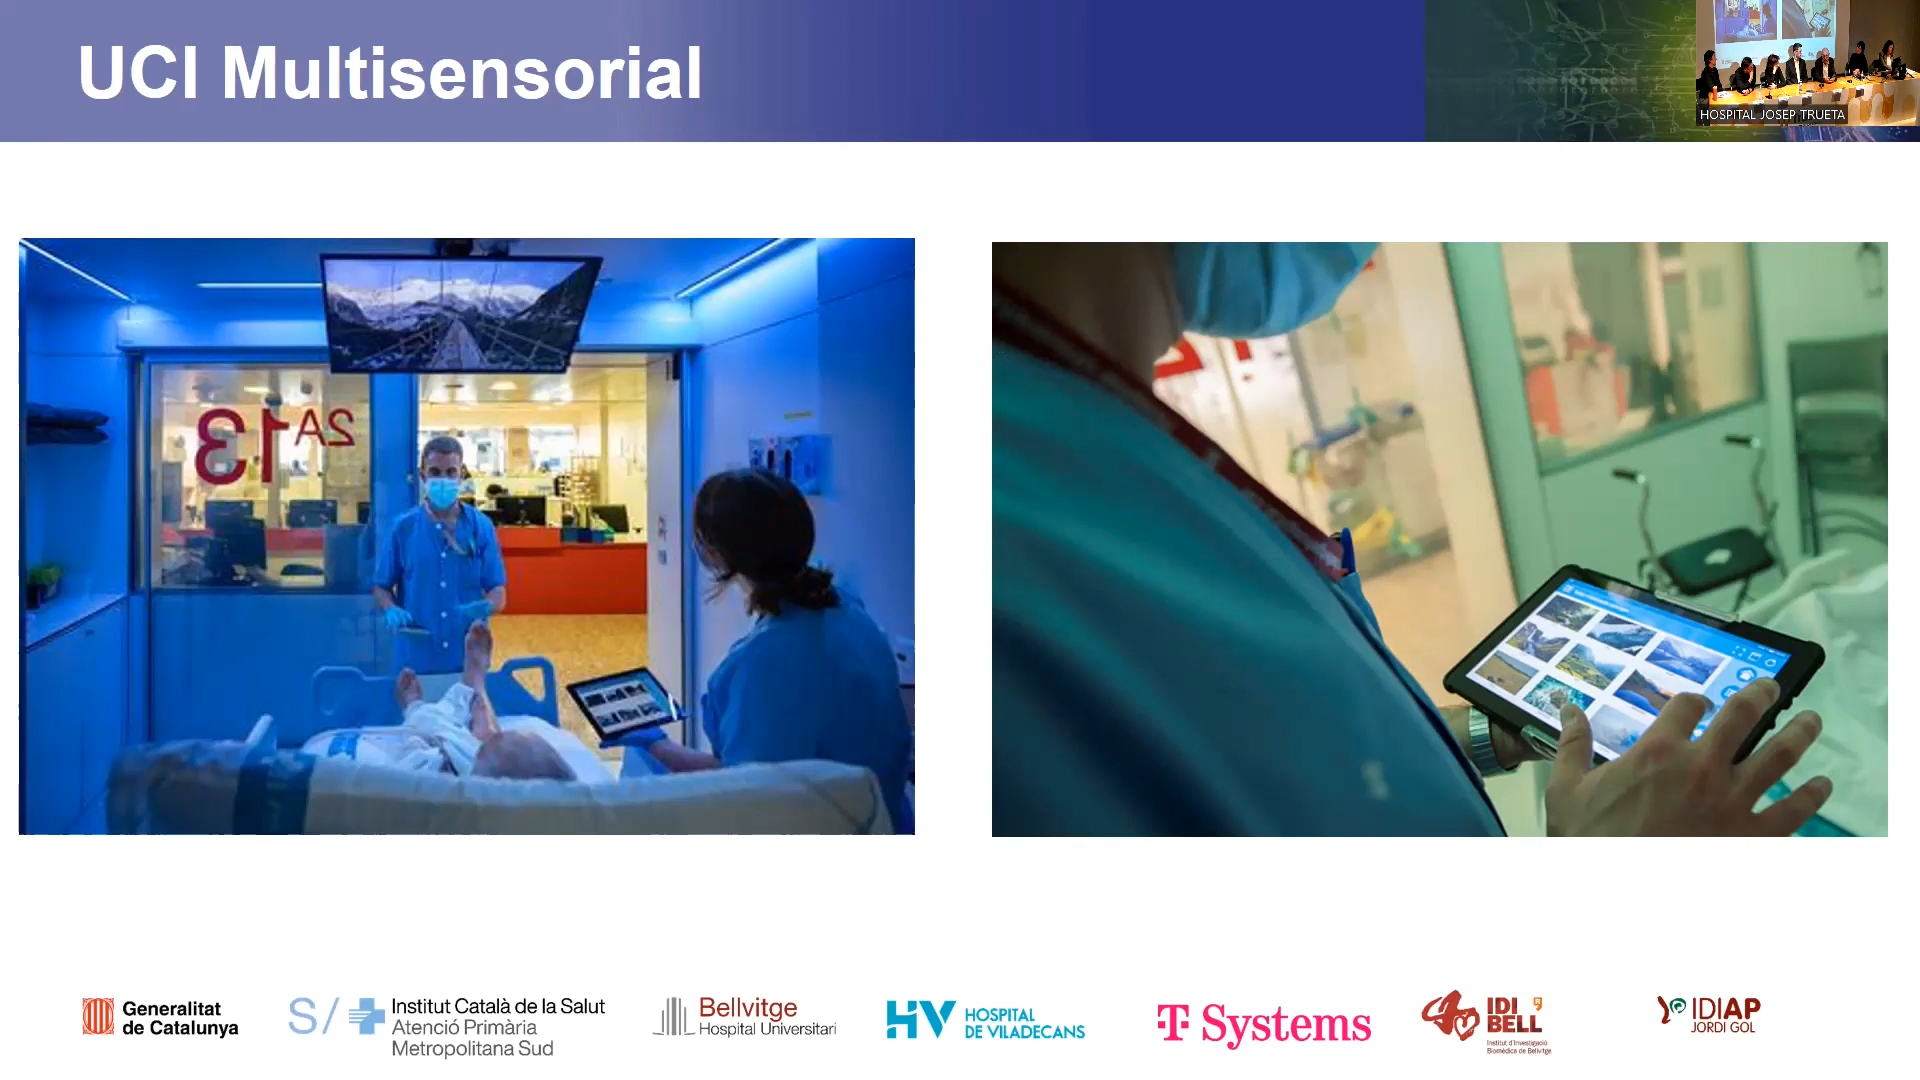 UCI Multisensorial
HOSPITAL JOSEP TRUETA
2A13
Generalitat
de Catalunya
S/
Institut Català de la Salut
Atenció Primària
Metropolitana Sud
Bellvitge
Hospital Universitari
HV HOSPITAL
DE VILADECANS
T Systems
IDI
BELL
Institut d'Investigació
Biomèdica de Bellvitge
IDIAP
JORDI GOL